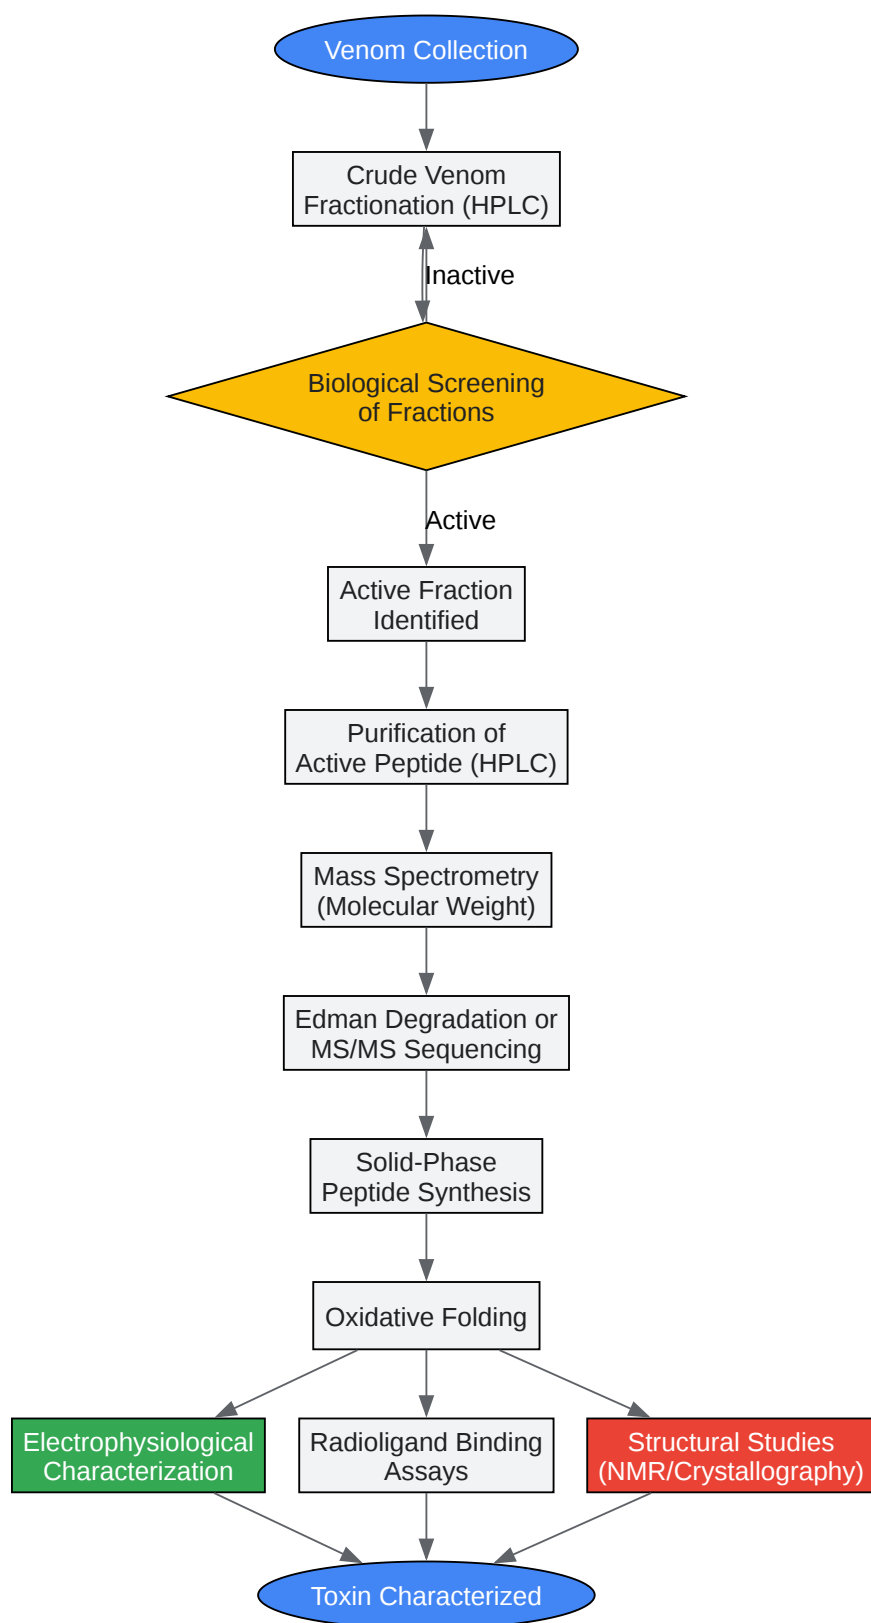 Venom Collection
Crude Venom
Fractionation (HPLC)
Inactive
Biological Screening
of Fractions
Active
Active Fraction
Identified
Purification of
Active Peptide (HPLC)
Mass Spectrometry
(Molecular Weight)
Edman Degradation or
MS/MS Sequencing
Solid-Phase
Peptide Synthesis
Oxidative Folding
Electrophysiological
Characterization
Radioligand Binding
Assays
Structural Studies
(NMR/Crystallography)
Toxin Characterized